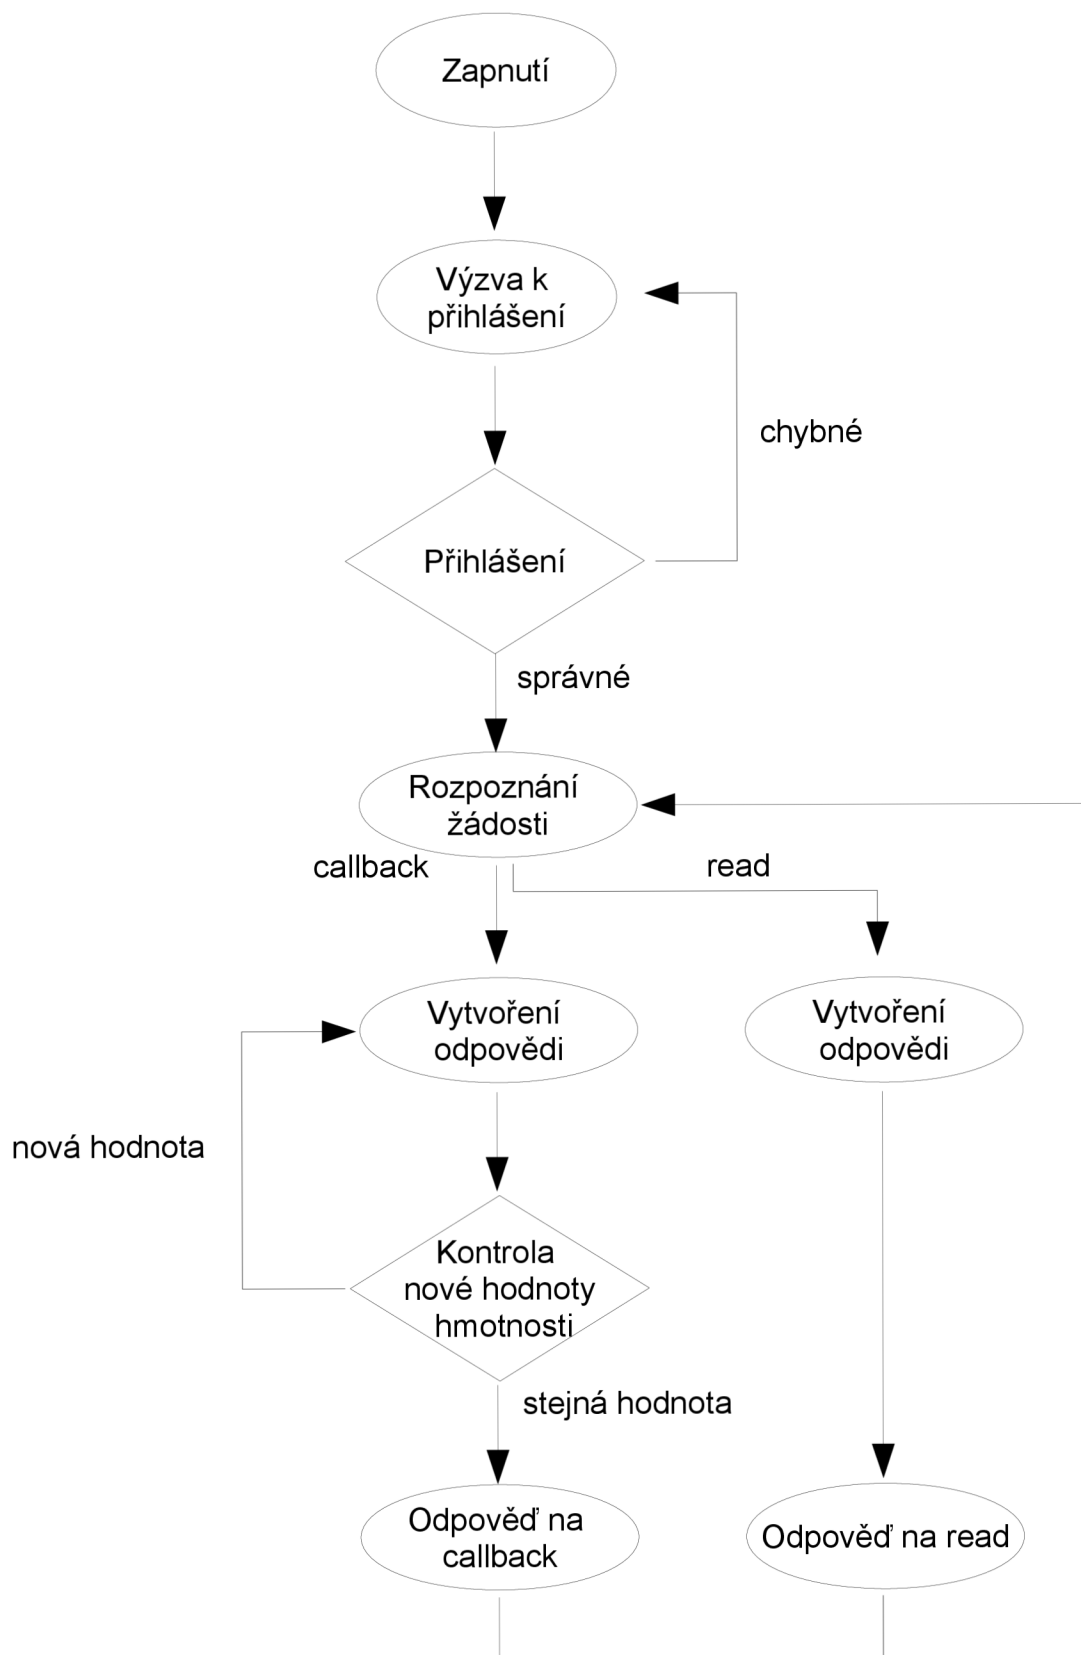 Zapnutí
Výzva k
přihlášení
chybné
Přihlášení
správné
Rozpoznání
žádosti
callback
read
Vytvoření
odpovědi
Vytvoření
odpovědi
nová hodnota
Kontrola
nové hodnoty
hmotnosti
stejná hodnota
Odpověď na
callback
Odpověď na read